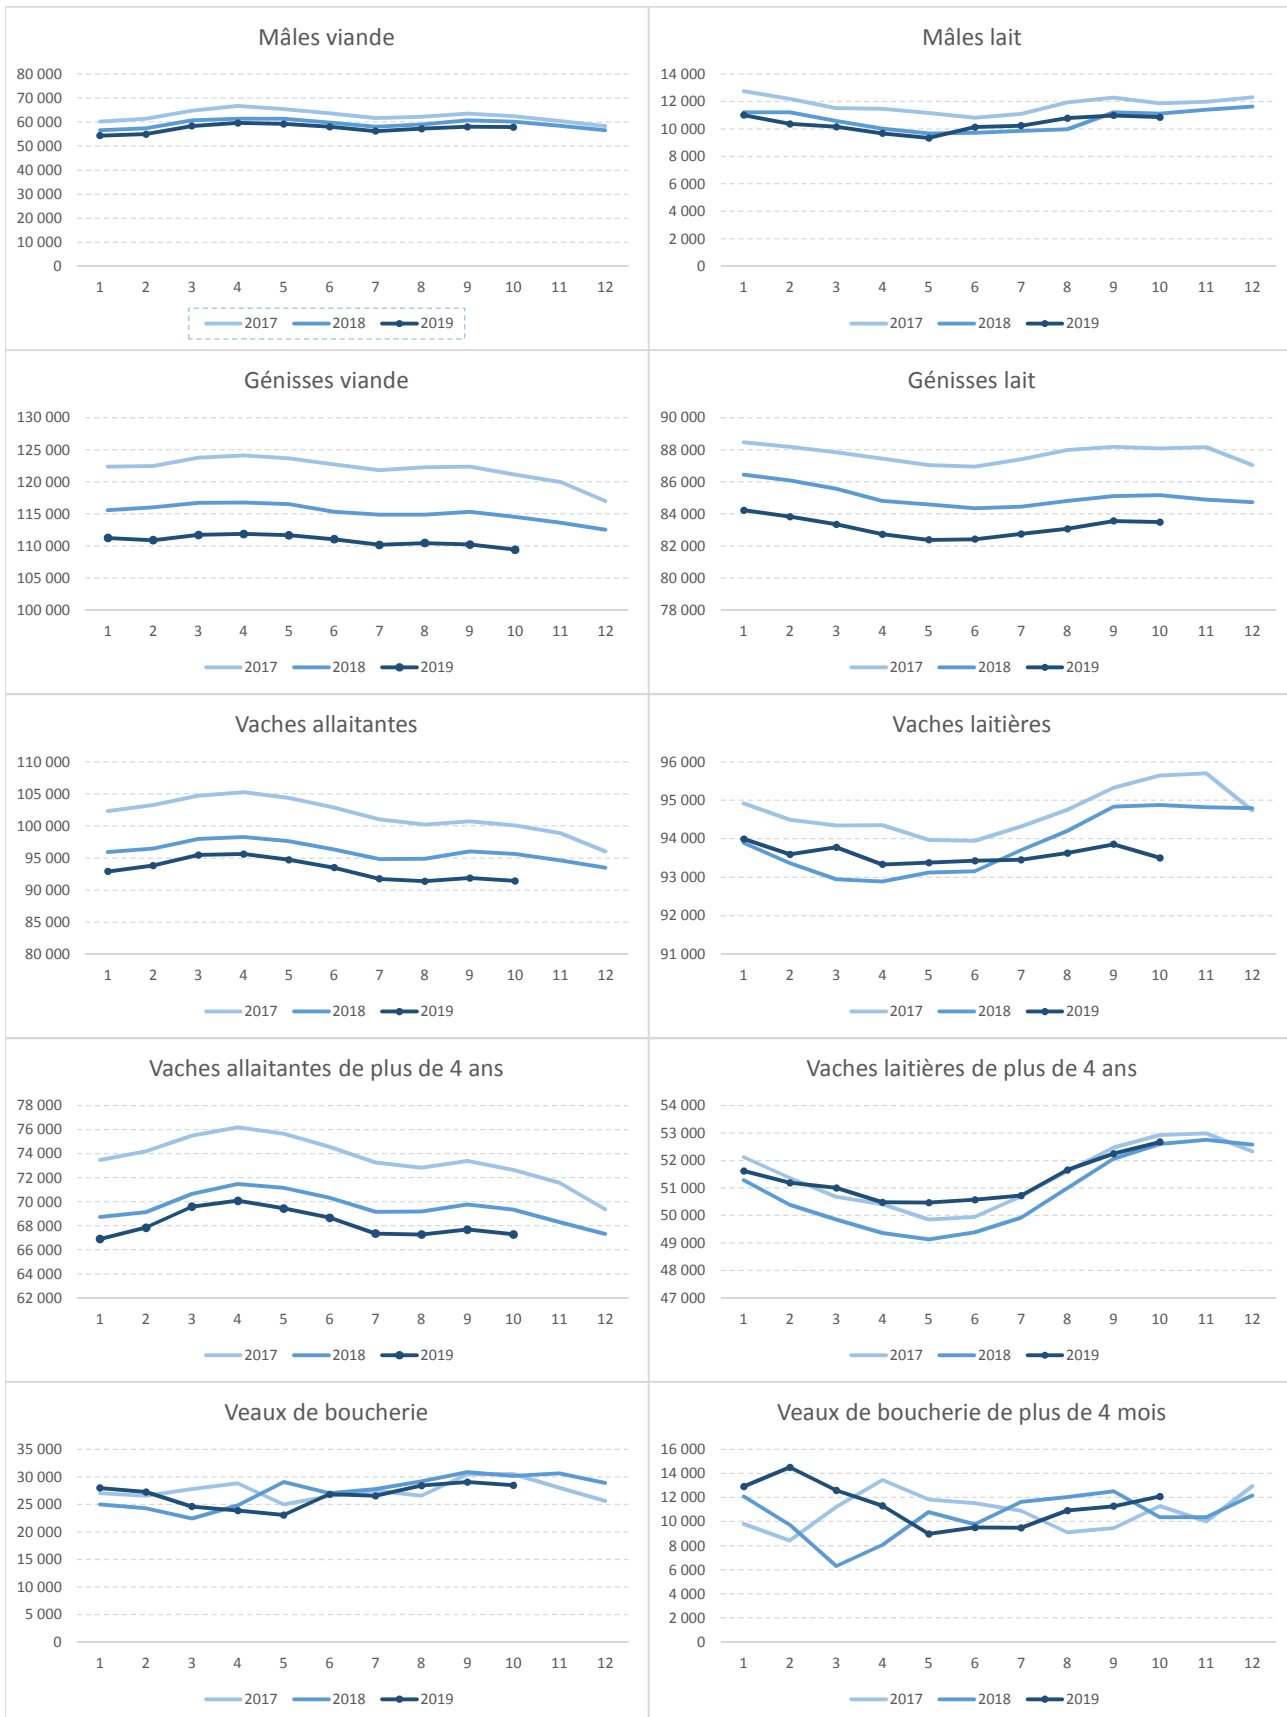 Mâles viande
80 000
70 000
60 000
50 000
40 000
30 000
20 000
10 000
0
1 2 3 4 5 6 7 8 9 10 11 12
2017 2018 2019
Mâles lait
14 000
12 000
10 000
8 000
6 000
4 000
2 000
0
1 2 3 4 5 6 7 8 9 10 11 12
2017 2018 2019
Génisses viande
130 000
125 000
120 000
115 000
110 000
105 000
100 000
1 2 3 4 5 6 7 8 9 10 11 12
2017 2018 2019
Génisses lait
90 000
88 000
86 000
84 000
82 000
80 000
78 000
1 2 3 4 5 6 7 8 9 10 11 12
2017 2018 2019
Vaches allaitantes
110 000
105 000
100 000
95 000
90 000
85 000
80 000
1 2 3 4 5 6 7 8 9 10 11 12
2017 2018 2019
Vaches laitières
96 000
95 000
94 000
93 000
92 000
91 000
1 2 3 4 5 6 7 8 9 10 11 12
2017 2018 2019
Vaches allaitantes de plus de 4 ans
78 000
76 000
74 000
72 000
70 000
68 000
66 000
64 000
62 000
1 2 3 4 5 6 7 8 9 10 11 12
2017 2018 2019
Vaches laitières de plus de 4 ans
54 000
53 000
52 000
51 000
50 000
49 000
48 000
47 000
1 2 3 4 5 6 7 8 9 10 11 12
2017 2018 2019
Veaux de boucherie
35 000
30 000
25 000
20 000
15 000
10 000
5 000
0
1 2 3 4 5 6 7 8 9 10 11 12
2017 2018 2019
Veaux de boucherie de plus de 4 mois
16 000
14 000
12 000
10 000
8 000
6 000
4 000
2 000
0
1 2 3 4 5 6 7 8 9 10 11 12
2017 2018 2019